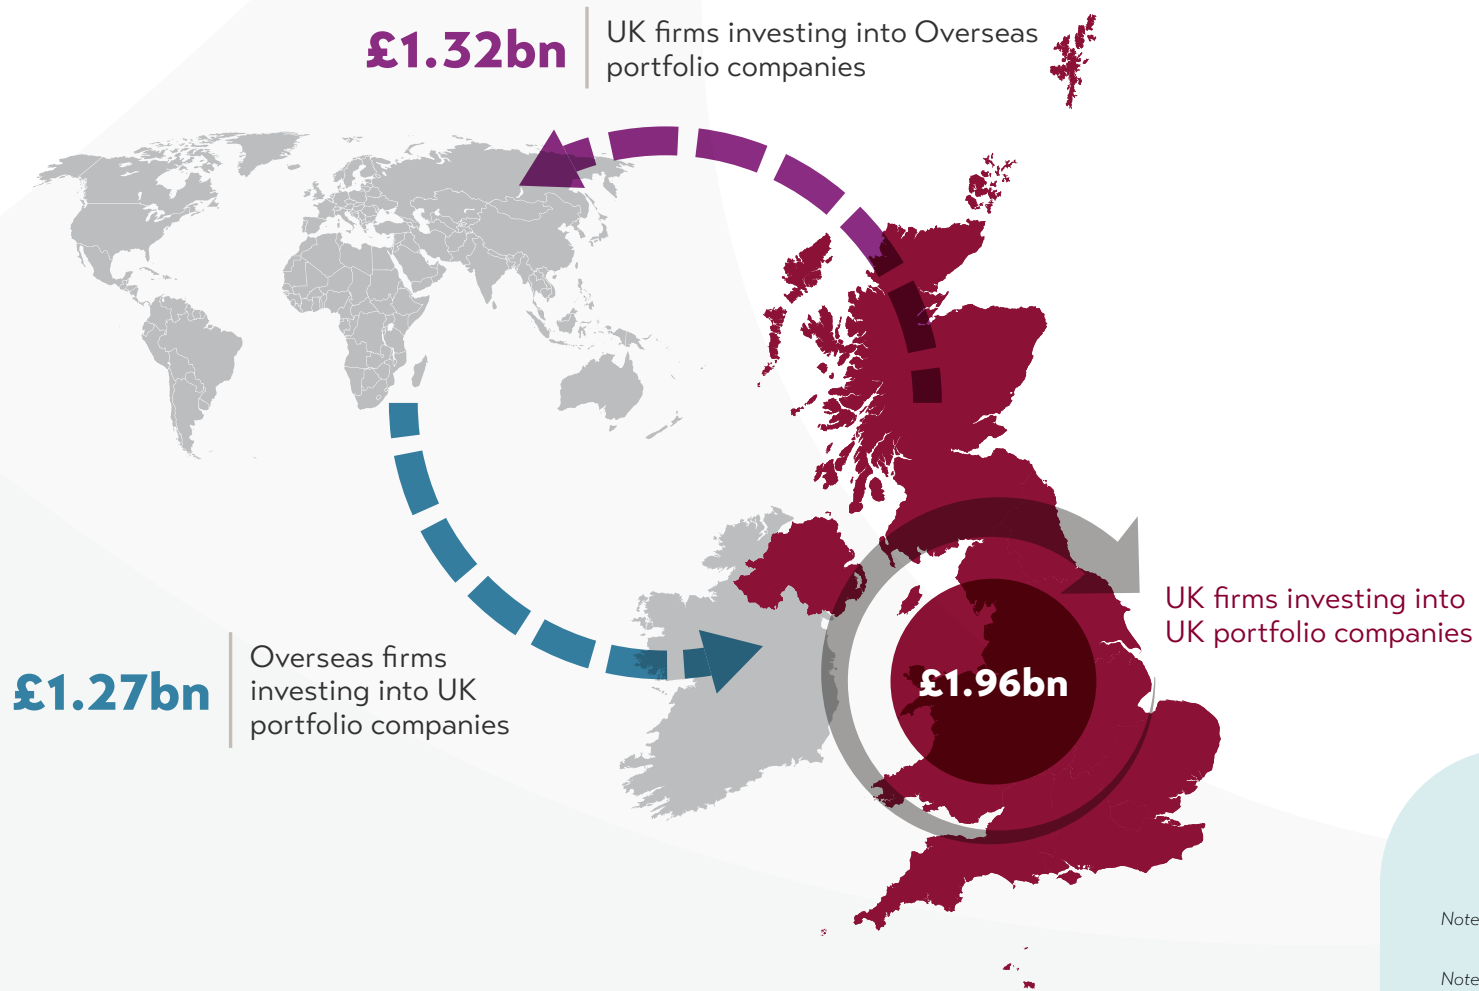 £1.32bn
UK firms investing into Overseas
portfolio companies
UK firms investing into
UK portfolio companies
£1.96bn
£1.27bn
Overseas firms
investing into UK
portfolio companies
Note
Note